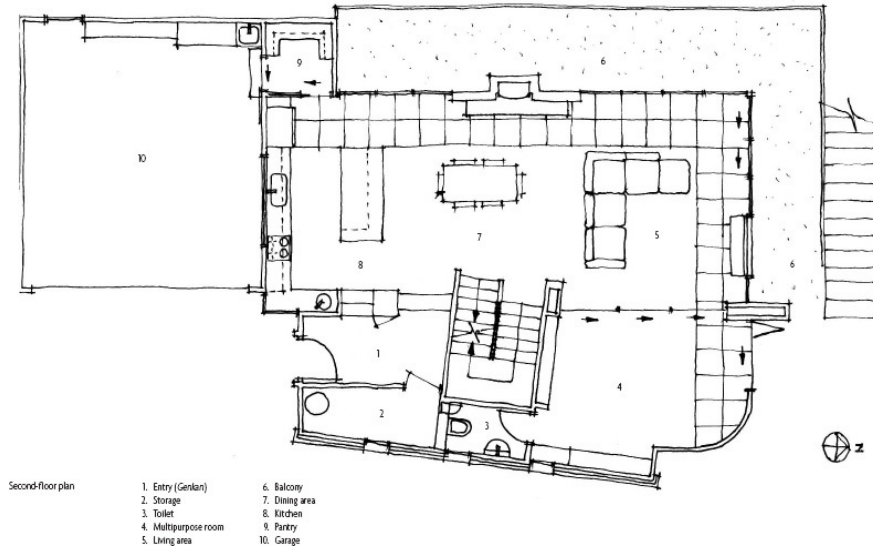 6
9
10
7
5
8
6
1
4
2
3
N
Second-floor plan
1. Entry (Genkan)
2. Storage
3. Toilet
4. Multipurpose room
5. Living area
6. Balcony
7. Dining area
8. Kitchen
9. Pantry
10. Garage